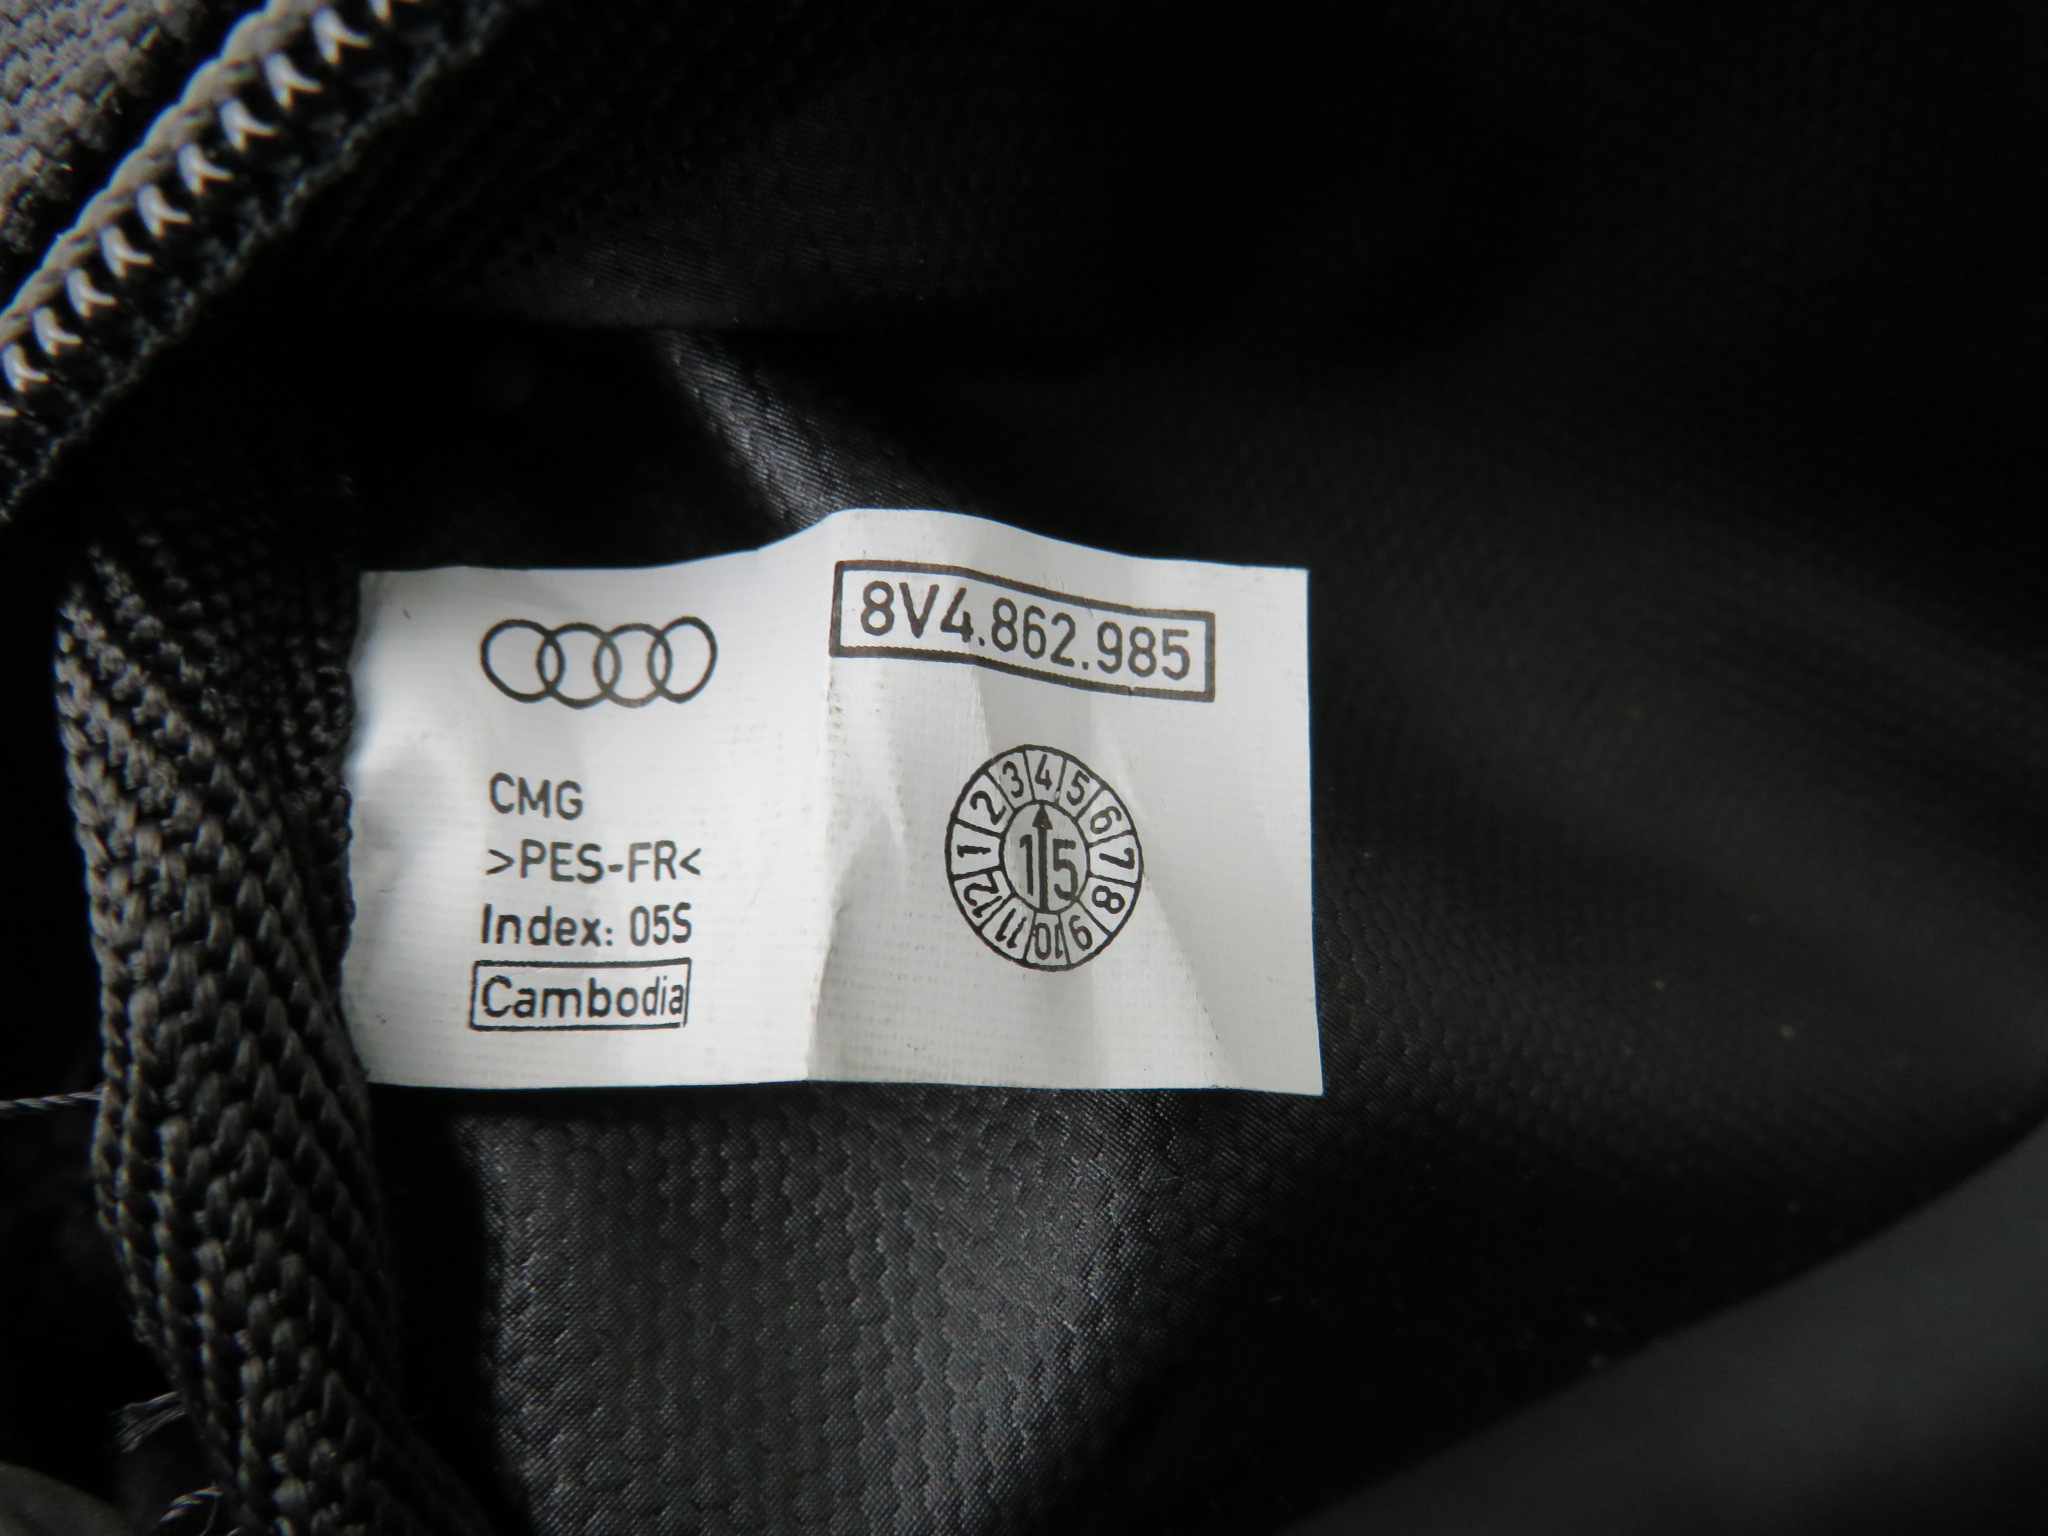 8V4.862.985
CMG
>PES-FR<
Index: 05S
Cambodia
1 2 3 4 5 6 7 8 9 10 11 12
15